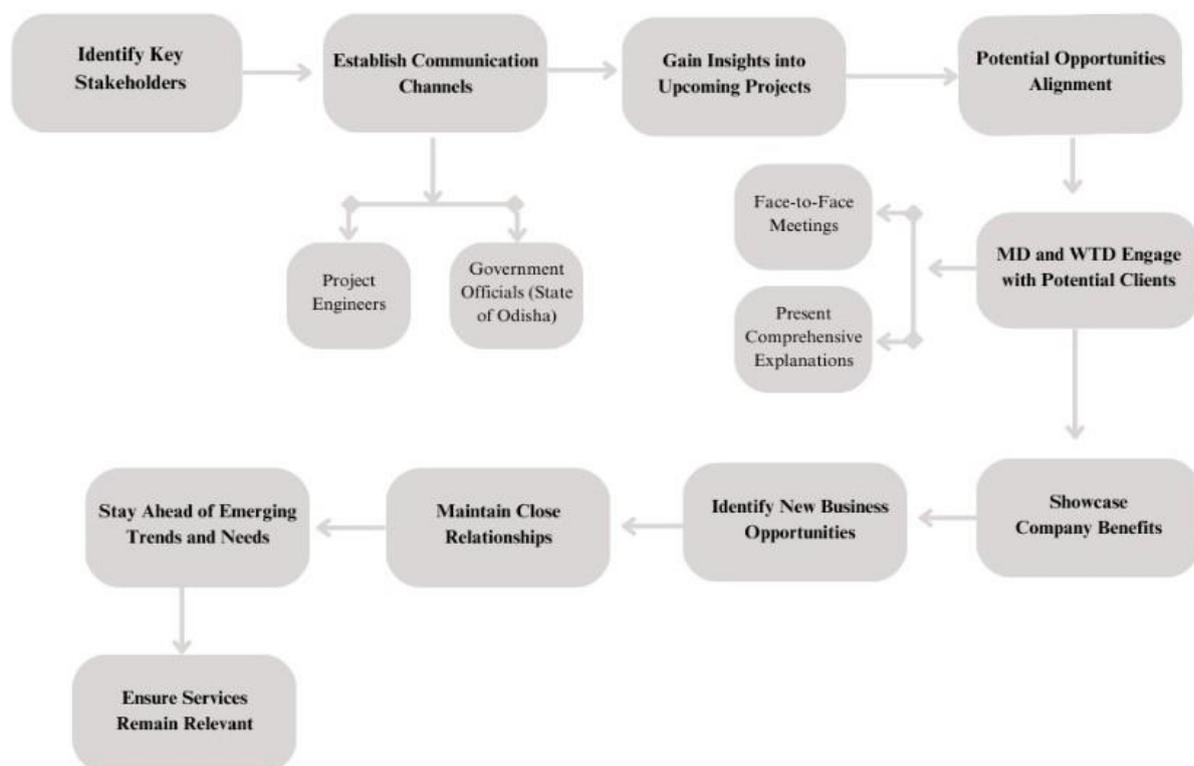 Identify Key
Stakeholders
Establish Communication
Channels
Gain Insights into
Upcoming Projects
Potential Opportunities
Alignment
Project
Engineers
Government
Officials (State
of Odisha)
Face-to-Face
Meetings
Present
Comprehensive
Explanations
MD and WTD Engage
with Potential Clients
Showcase
Company Benefits
Identify New Business
Opportunities
Maintain Close
Relationships
Stay Ahead of Emerging
Trends and Needs
Ensure Services
Remain Relevant